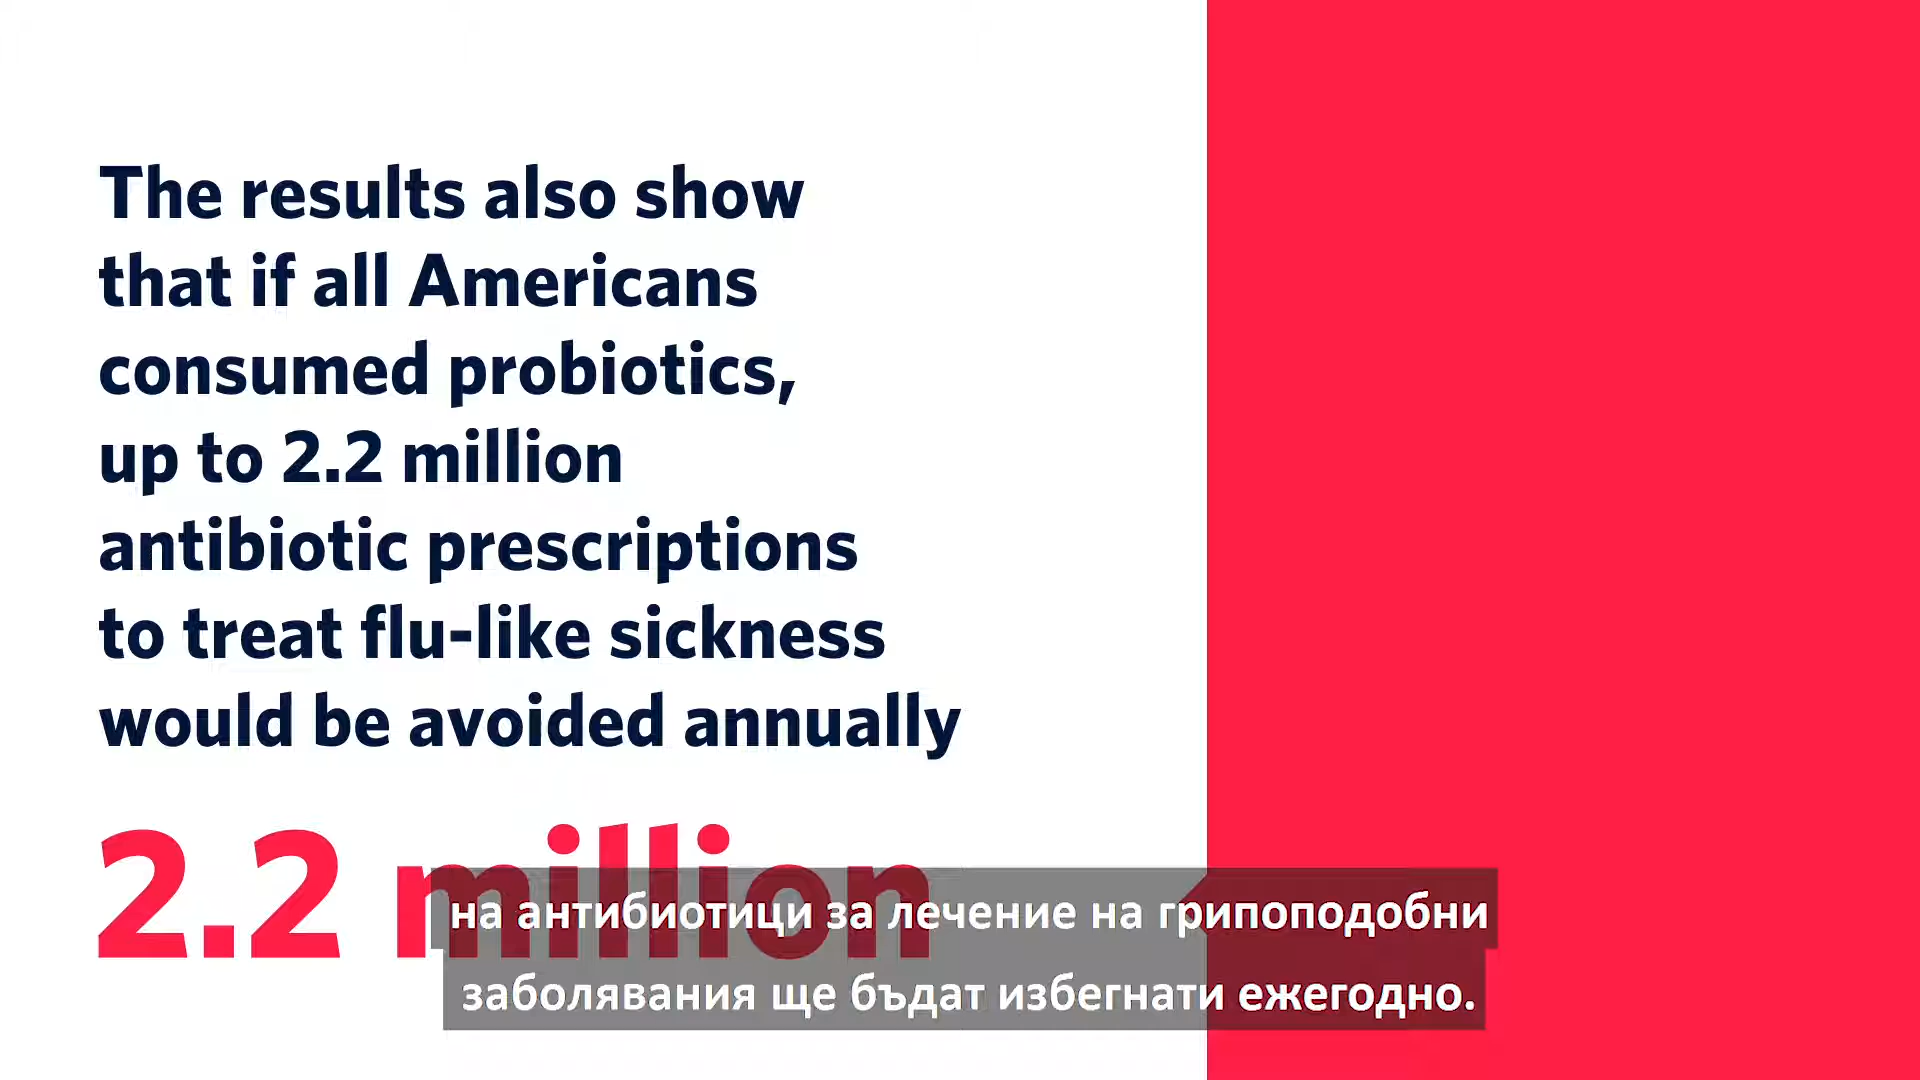 The results also show
that if all Americans
consumed probiotics,
up to 2.2 million
antibiotic prescriptions
to treat flu-like sickness
would be avoided annually
2.2 million
на антибиотици за лечение на грипоподобни
заболявания ще бъдат избегнати ежегодно.